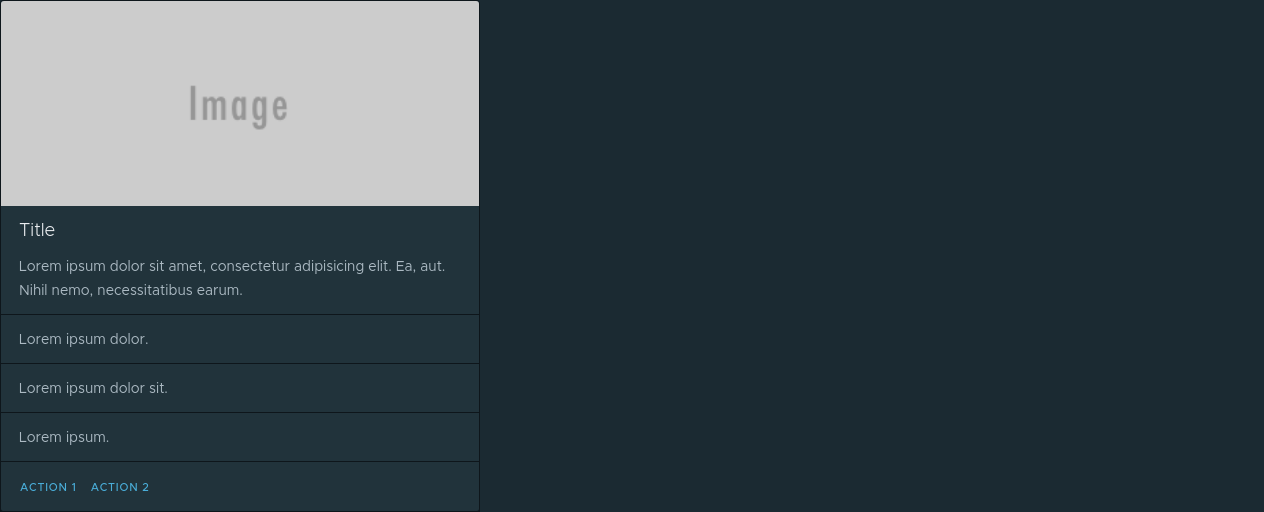 Image
Title
Lorem ipsum dolor sit amet, consectetur adipisicing elit. Ea, aut.
Nihil nemo, necessitatibus earum.
Lorem ipsum dolor.
Lorem ipsum dolor sit.
Lorem ipsum.
ACTION 1 ACTION 2